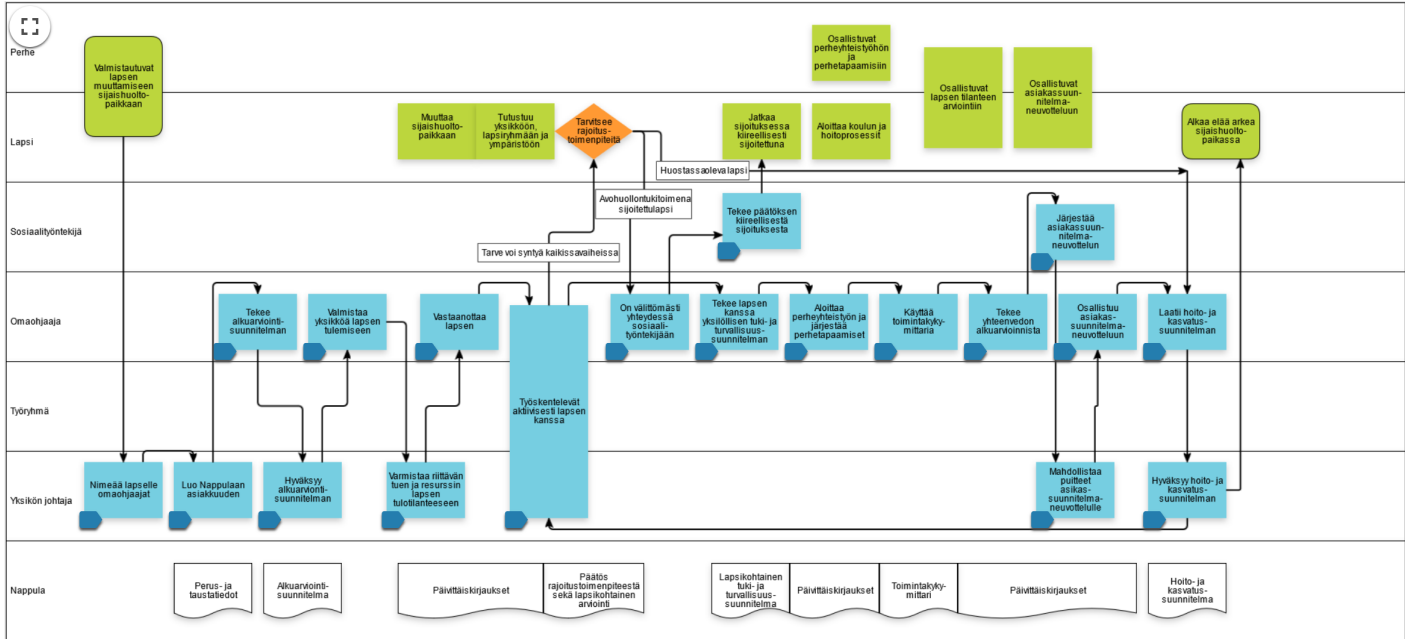 Perhe
Valmistautuvat
lapsen
muuttamiseen
sijaishuolto-
paikkaan
Osallistuvat
perheyhteistyöhön
ja
perhetapaamisiin
Osallistuvat
lapsen tilanteen
arviointiin
Osallistuvat
asiakassuun-
nitelma-
neuvotteluun
Lapsi
Muuttaa
sijaishuolto-
paikkaan
Tutustuu
yksikköön,
lapsiryhmään ja
ympäristöön
Tarvitsee
rajoitus-
toimenpiteitä
Jatkaa
sijoituksessa
kiireellisesti
sijoitettuna
Aloittaa koulun ja
hoitoprosessit
Alkaa elää arkea
sijaishuolto-
paikassa
Huostassaoleva lapsi
Sosiaalityöntekijä
Avohuollontukitoimena
sijoitettulapsi
Tarve voi syntyä kaikissavaiheissa
Tekee päätöksen
kiireellisestä
sijoituksesta
Järjestää
asiakassuun-
nitelma-
neuvottelun
Omaohjaaja
Tekee
alkuarviointi-
suunnitelman
Valmistaa
yksikköä lapsen
tulemiseen
Vastaanottaa
lapsen
On välittömästi
yhteydessä
sosiaali-
työntekijään
Tekee lapsen
kanssa
yksilöllisen tuki- ja
turvallisuus-
suunnitelman
Aloittaa
perheyhteistyön ja
järjestää
perhetapaamiset
Käyttää
toimintakyky-
mittaria
Tekee
yhteenvedon
alkuarvioinnista
Osallistuu
asiakas-
suunnitelma-
neuvotteluun
Laatii hoito- ja
kasvatus-
suunnitelman
Työryhmä
Työskentelevät
aktiivisesti lapsen
kanssa
Yksikön johtaja
Nimeää lapselle
omaohjaajat
Luo Nappulaan
asiakkuuden
Hyväksyy
alkuarvionti-
suunnitelman
Varmistaa riittävän
tuen ja resurssin
lapsen
tulotilanteeseen
Mahdollistaa
puitteet
asikas-
suunnitelma-
neuvottelulle
Hyväksyy hoito- ja
kasvatus-
suunnitelman
Nappula
Perus- ja
taustatiedot
Alkuarviointi-
suunnitelma
Päivittäiskirjaukset
Päätös
rajoitustoimenpiteestä
sekä lapsikohtainen
arviointi
Lapsikohtainen
tuki- ja
turvallisuus-
suunnitelma
Päivittäiskirjaukset
Toimintakyky-
mittari
Päivittäiskirjaukset
Hoito- ja
kasvatus-
suunnitelma